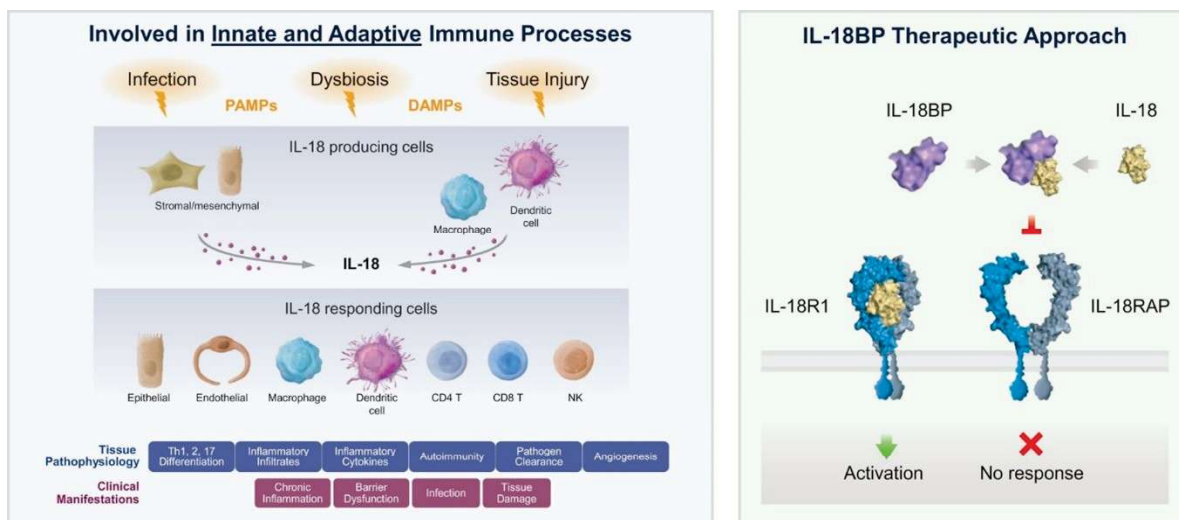 Involved in Innate and Adaptive Immune Processes
Infection
Dysbiosis
Tissue Injury
PAMPs
DAMPs
IL-18 producing cells
Stromal/mesenchymal
Macrophage
Dendritic
cell
IL-18
IL-18 responding cells
Epithelial
Endothelial
Macrophage
Dendritic
cell
CD4 T
CD8 T
NK
Tissue
Pathophysiology
Th1, 2, 17
Differentiation
Inflammatory
Infiltrates
Inflammatory
Cytokines
Autoimmunity
Pathogen
Clearance
Angiogenesis
Clinical
Manifestations
Chronic
Inflammation
Barrier
Dysfunction
Infection
Tissue
Damage
IL-18BP Therapeutic Approach
IL-18BP
IL-18
IL-18R1
IL-18RAP
Activation
No response